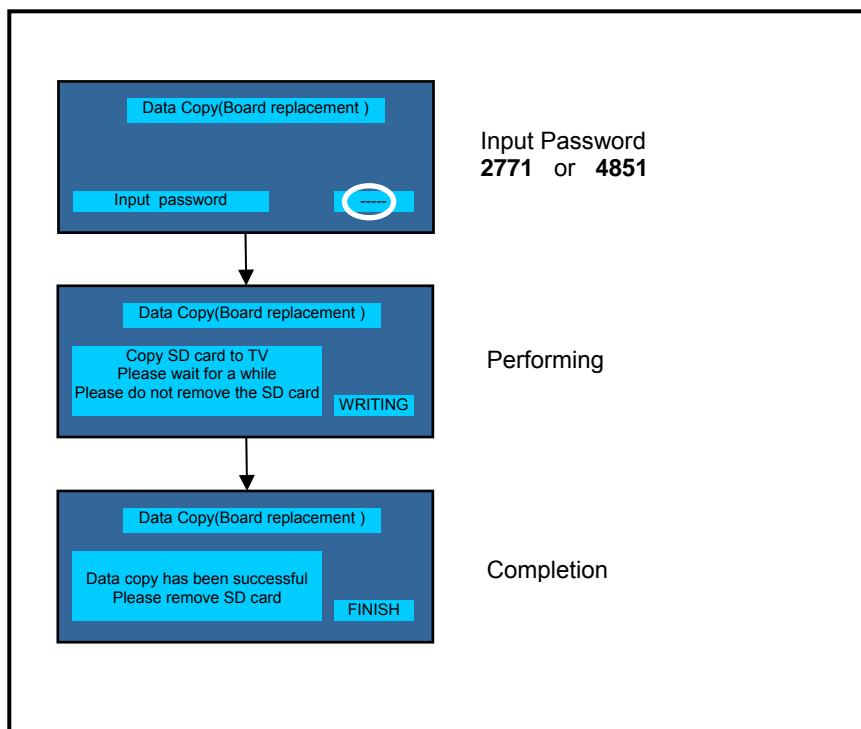 Data Copy(Board replacement )
Input Password
2771 or 4851
Input password -----
Data Copy(Board replacement )
Copy SD card to TV
Please wait for a while
Please do not remove the SD card
WRITING
Performing
Data Copy(Board replacement )
Data copy has been successful
Please remove SD card
FINISH
Completion